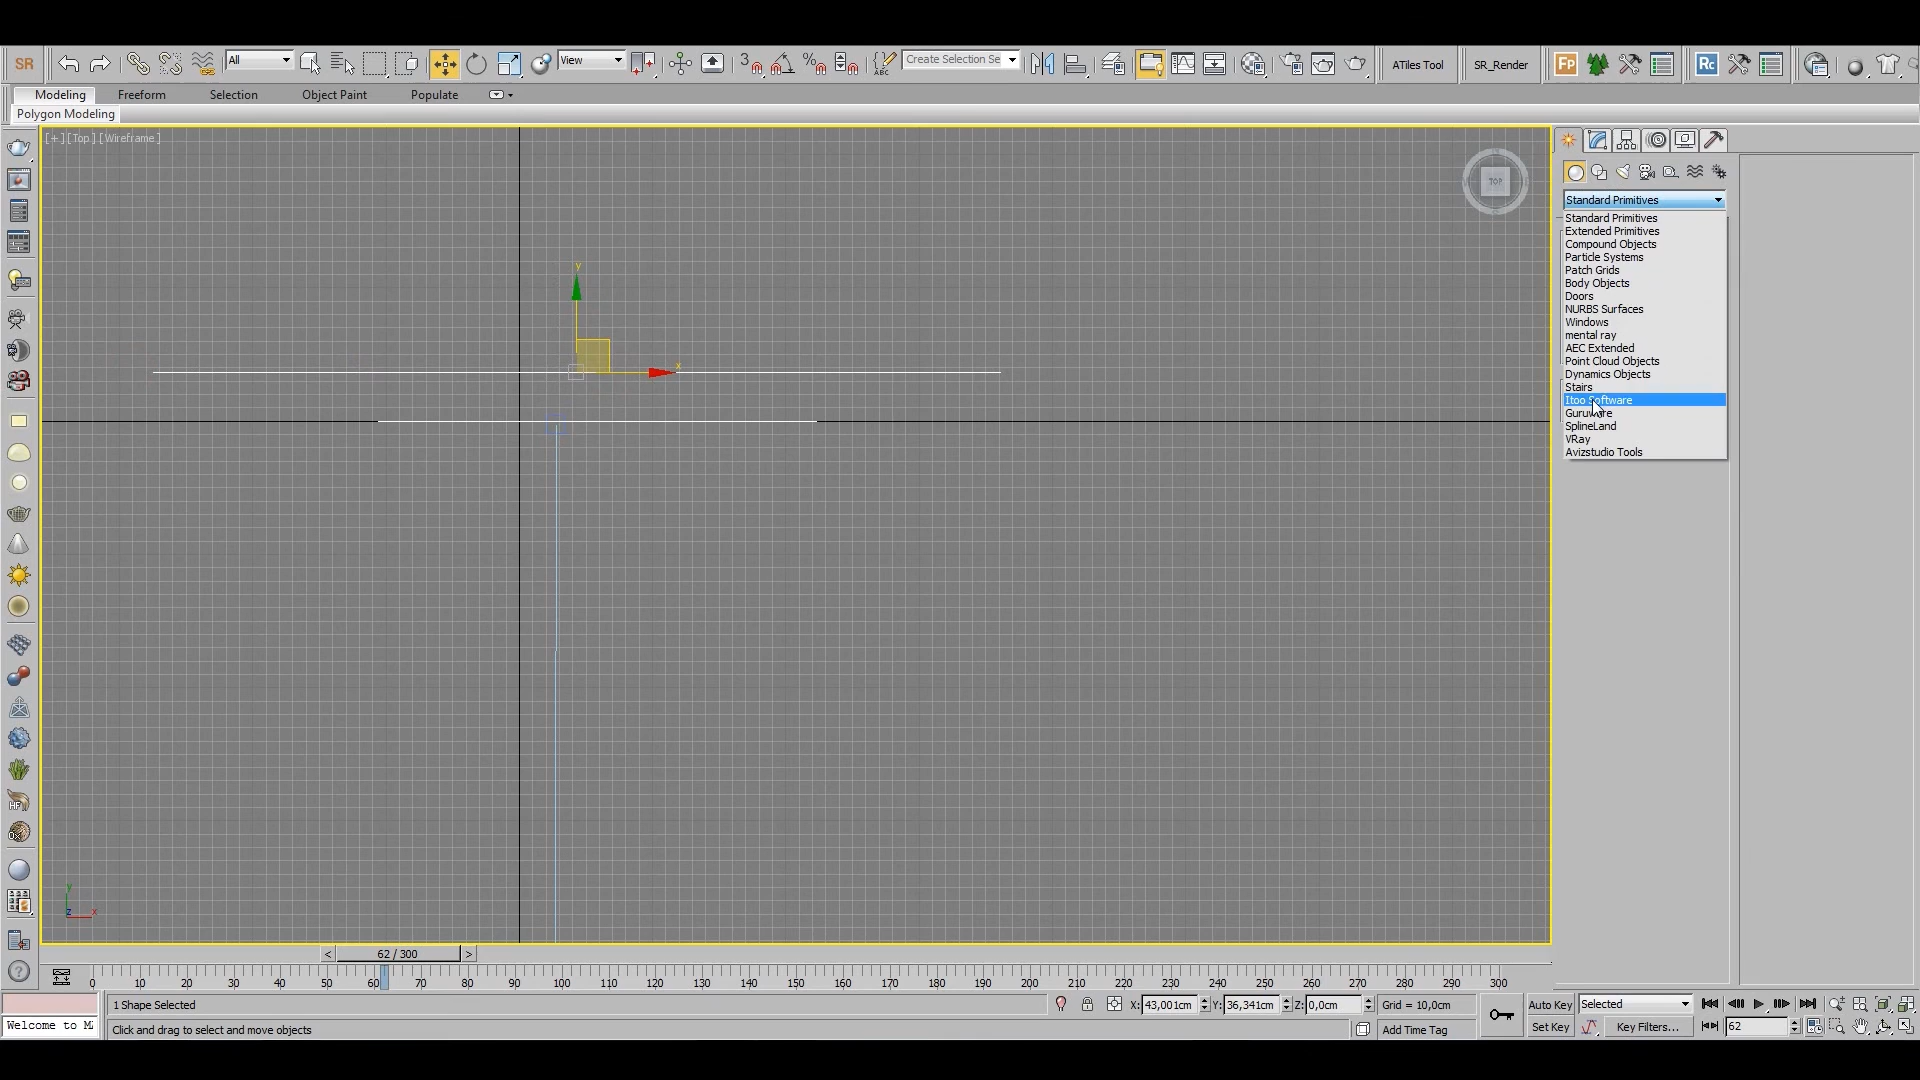 SR
All
View
3
ABC
Create Selection Se
ATiles Tool
SR_Render
Fp
Rc
Modeling
Freeform
Selection
Object Paint
Populate
Polygon Modeling
[+] [Top ] [Wireframe ]
TOP
y
x
Standard Primitives
Standard Primitives
Extended Primitives
Compound Objects
Particle Systems
Patch Grids
Body Objects
Doors
NURBS Surfaces
Windows
mental ray
AEC Extended
Point Cloud Objects
Dynamics Objects
Stairs
Itoo Software
Guruware
SplineLand
VRay
Avizstudio Tools
HF
y
z
x
< 62 / 300 >
0 10 20 30 40 50 60 70 80 90 100 110 120 130 140 150 160 170 180 190 200 210 220 230 240 250 260 270 280 290 300
1 Shape Selected
X: 43,001cm Y: 36,341cm Z: 0,0cm
Grid = 10,0cm
Auto Key
Selected
Welcome to M
Click and drag to select and move objects
Add Time Tag
Set Key
Key Filters...
62